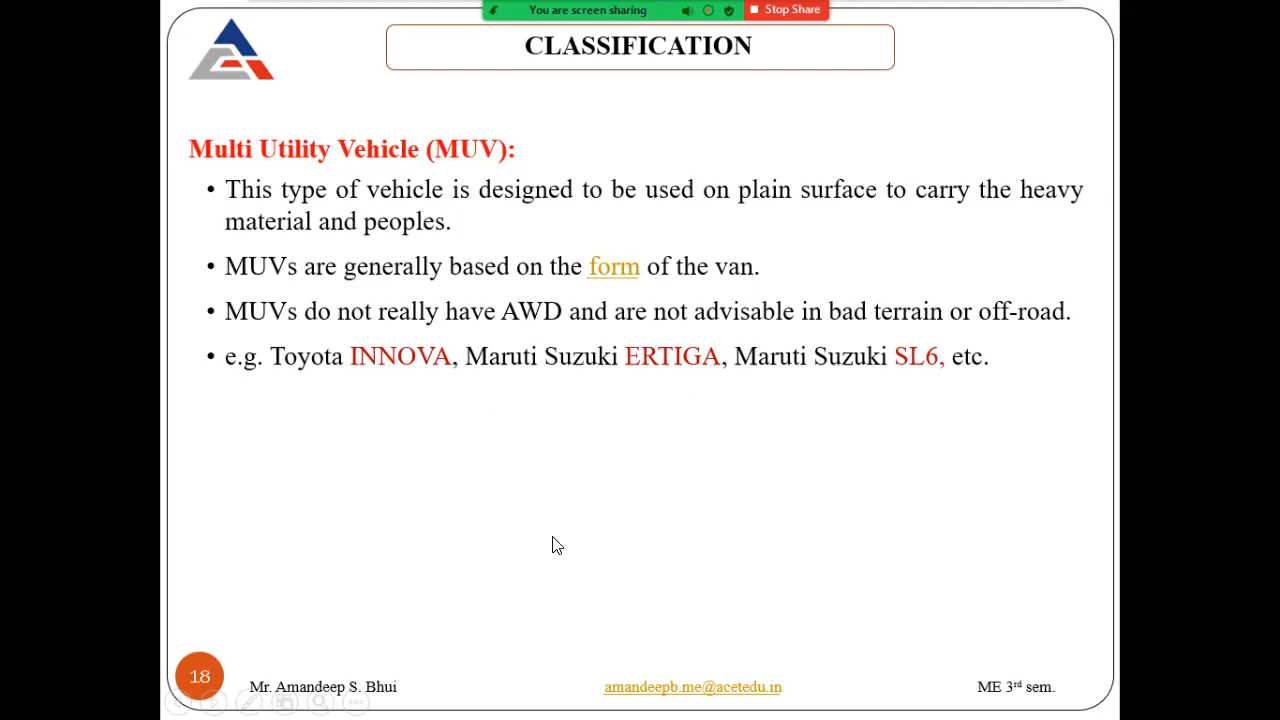 You are screen sharing Stop Share
CLASSIFICATION
Multi Utility Vehicle (MUV):
• This type of vehicle is designed to be used on plain surface to carry the heavy
material and peoples.
• MUVs are generally based on the form of the van.
• MUVs do not really have AWD and are not advisable in bad terrain or off-road.
• e.g. Toyota INNOVA, Maruti Suzuki ERTIGA, Maruti Suzuki SL6, etc.
18 Mr. Amandeep S. Bhui amandeepb.me@acetedu.in ME 3rd sem.